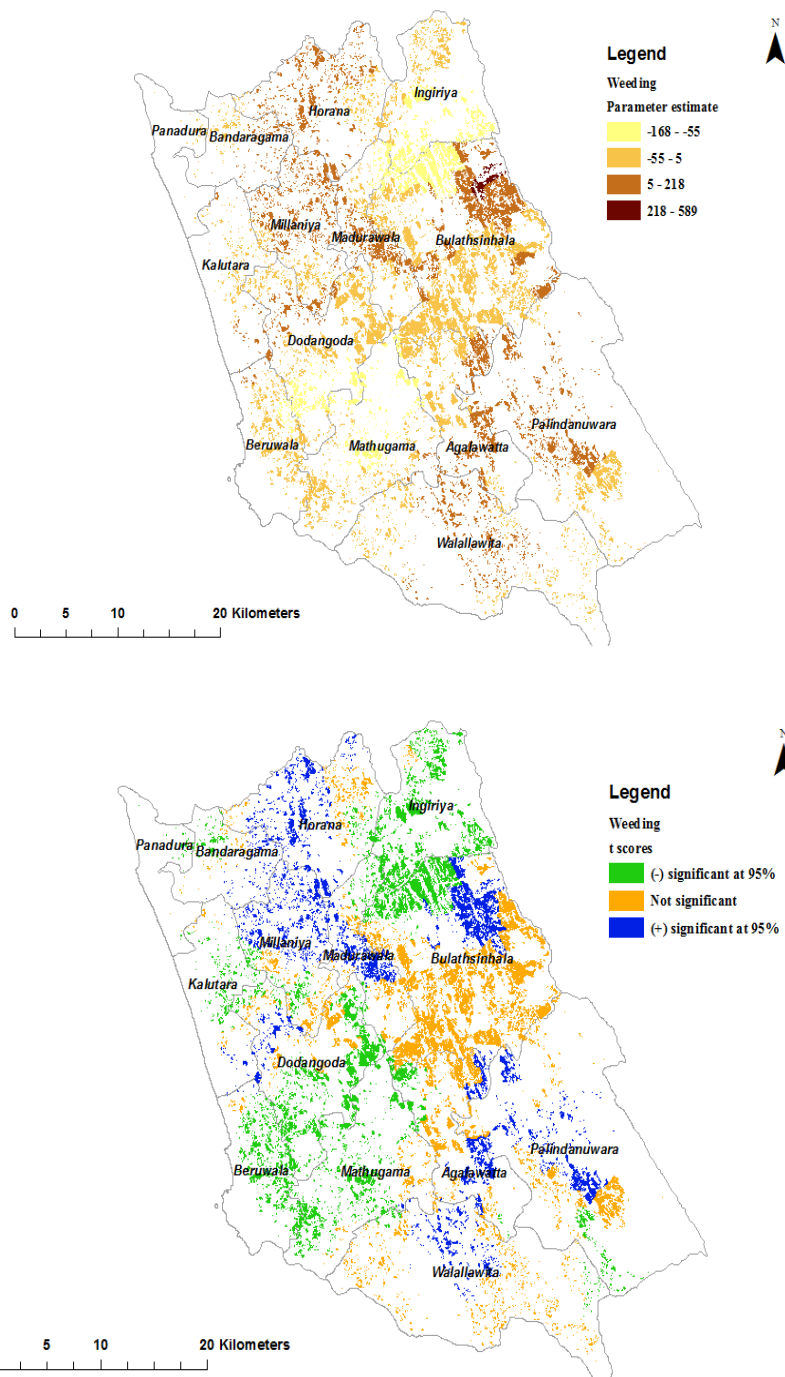 N
Legend
Weeding
Parameter estimate
-168 - -55
-55 - 5
5 - 218
218 - 589
Ingiriya
Horana
Panadura
Bandaragama
Millaniya
Madurawala
Bulathsinhala
Kalutara
Dodangoda
Palindanuwara
Beruwala
Mathugama
Agalawatta
Walallawita
0 5 10 20 Kilometers
N
Legend
Weeding
t scores
(-) significant at 95%
Not significant
(+) significant at 95%
Ingiriya
Horana
Panadura
Bandaragama
Millaniya
Madurawala
Bulathsinhala
Kalutara
Dodangoda
Palindanuwara
Beruwala
Mathugama
Agalawatta
Walallawita
5 10 20 Kilometers